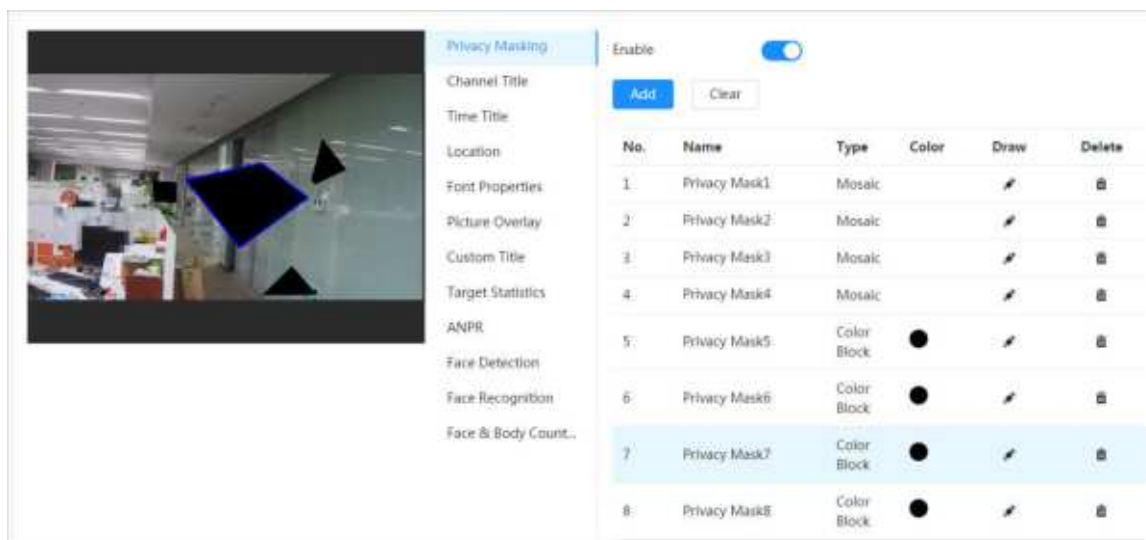 Privacy Masking
Channel Title
Time Title
Location
Font Properties
Picture Overlay
Custom Title
Target Statistics
ANPR
Face Detection
Face Recognition
Face & Body Count...
Enable
Add Clear
No. Name Type Color Draw Delete
1 Privacy Mask1 Mosaic
2 Privacy Mask2 Mosaic
3 Privacy Mask3 Mosaic
4 Privacy Mask4 Mosaic
5 Privacy Mask5 Color
Block
6 Privacy Mask6 Color
Block
7 Privacy Mask7 Color
Block
8 Privacy Mask8 Color
Block